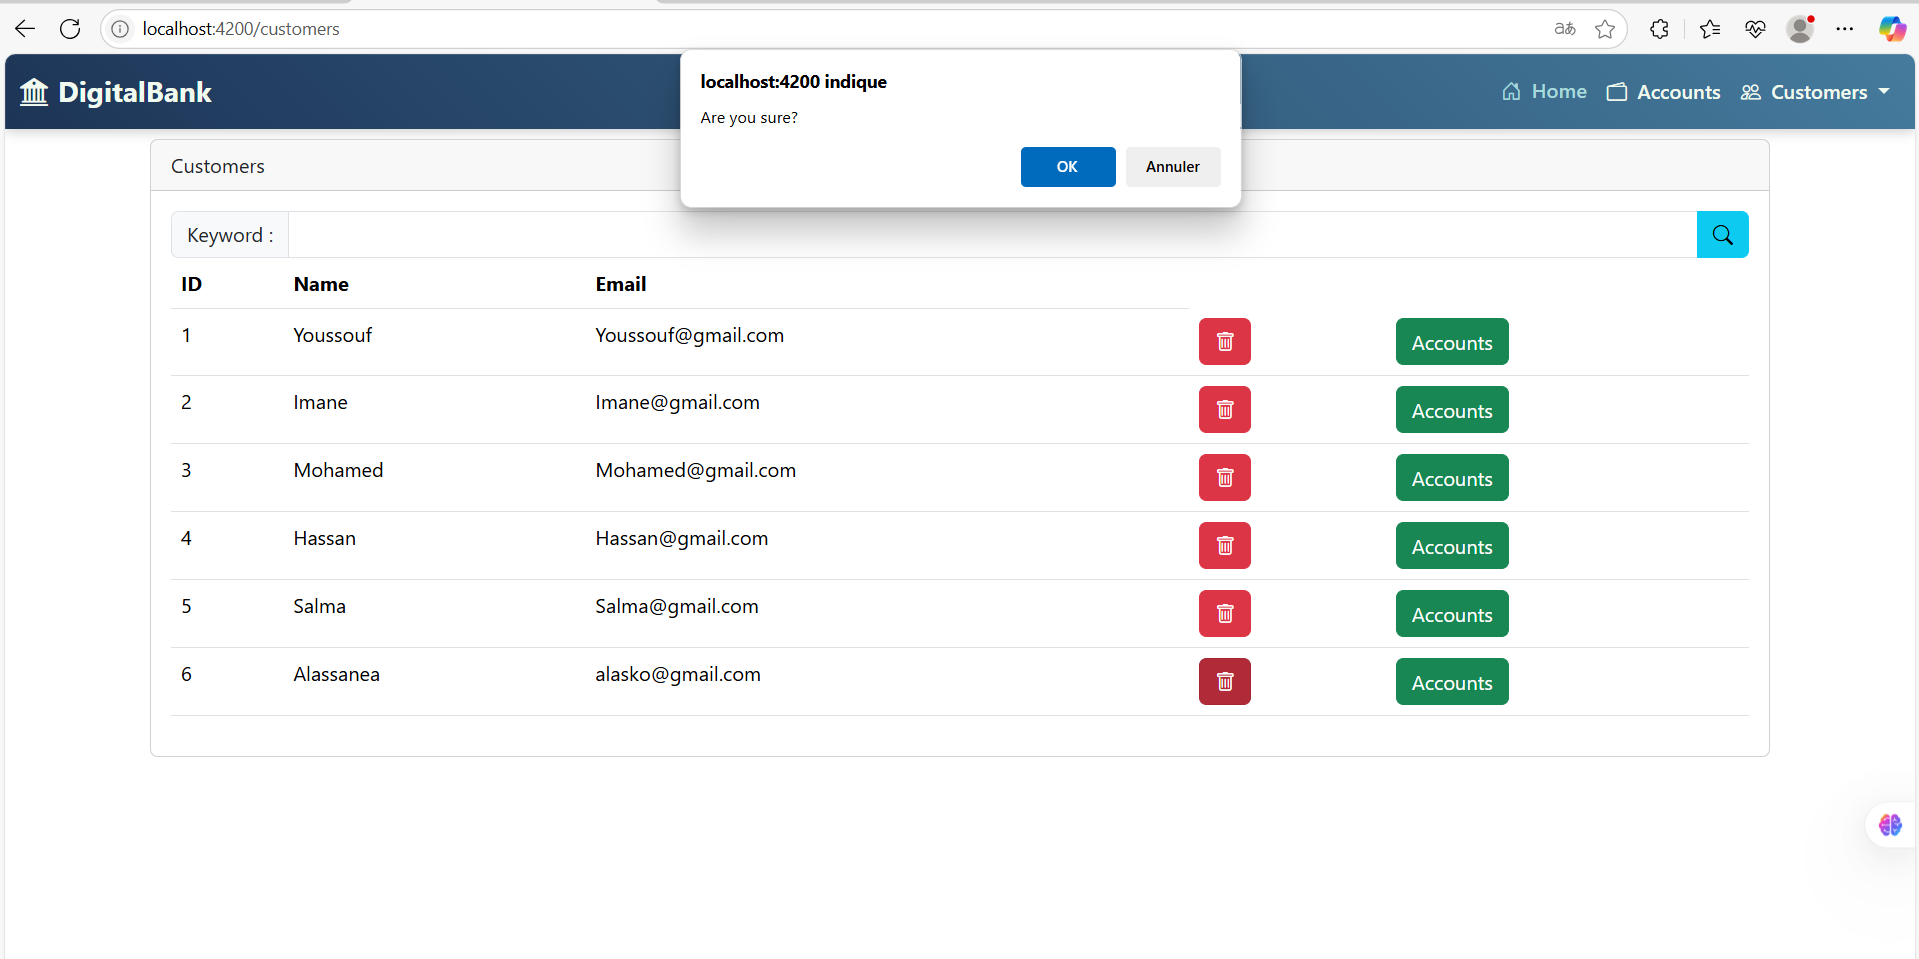 localhost:4200/customers
localhost:4200 indique
Are you sure?
OK Annuler
DigitalBank Home Accounts Customers
Customers
Keyword :
ID Name Email
1 Youssouf Youssouf@gmail.com Accounts
2 Imane Imane@gmail.com Accounts
3 Mohamed Mohamed@gmail.com Accounts
4 Hassan Hassan@gmail.com Accounts
5 Salma Salma@gmail.com Accounts
6 Alassanea alasko@gmail.com Accounts